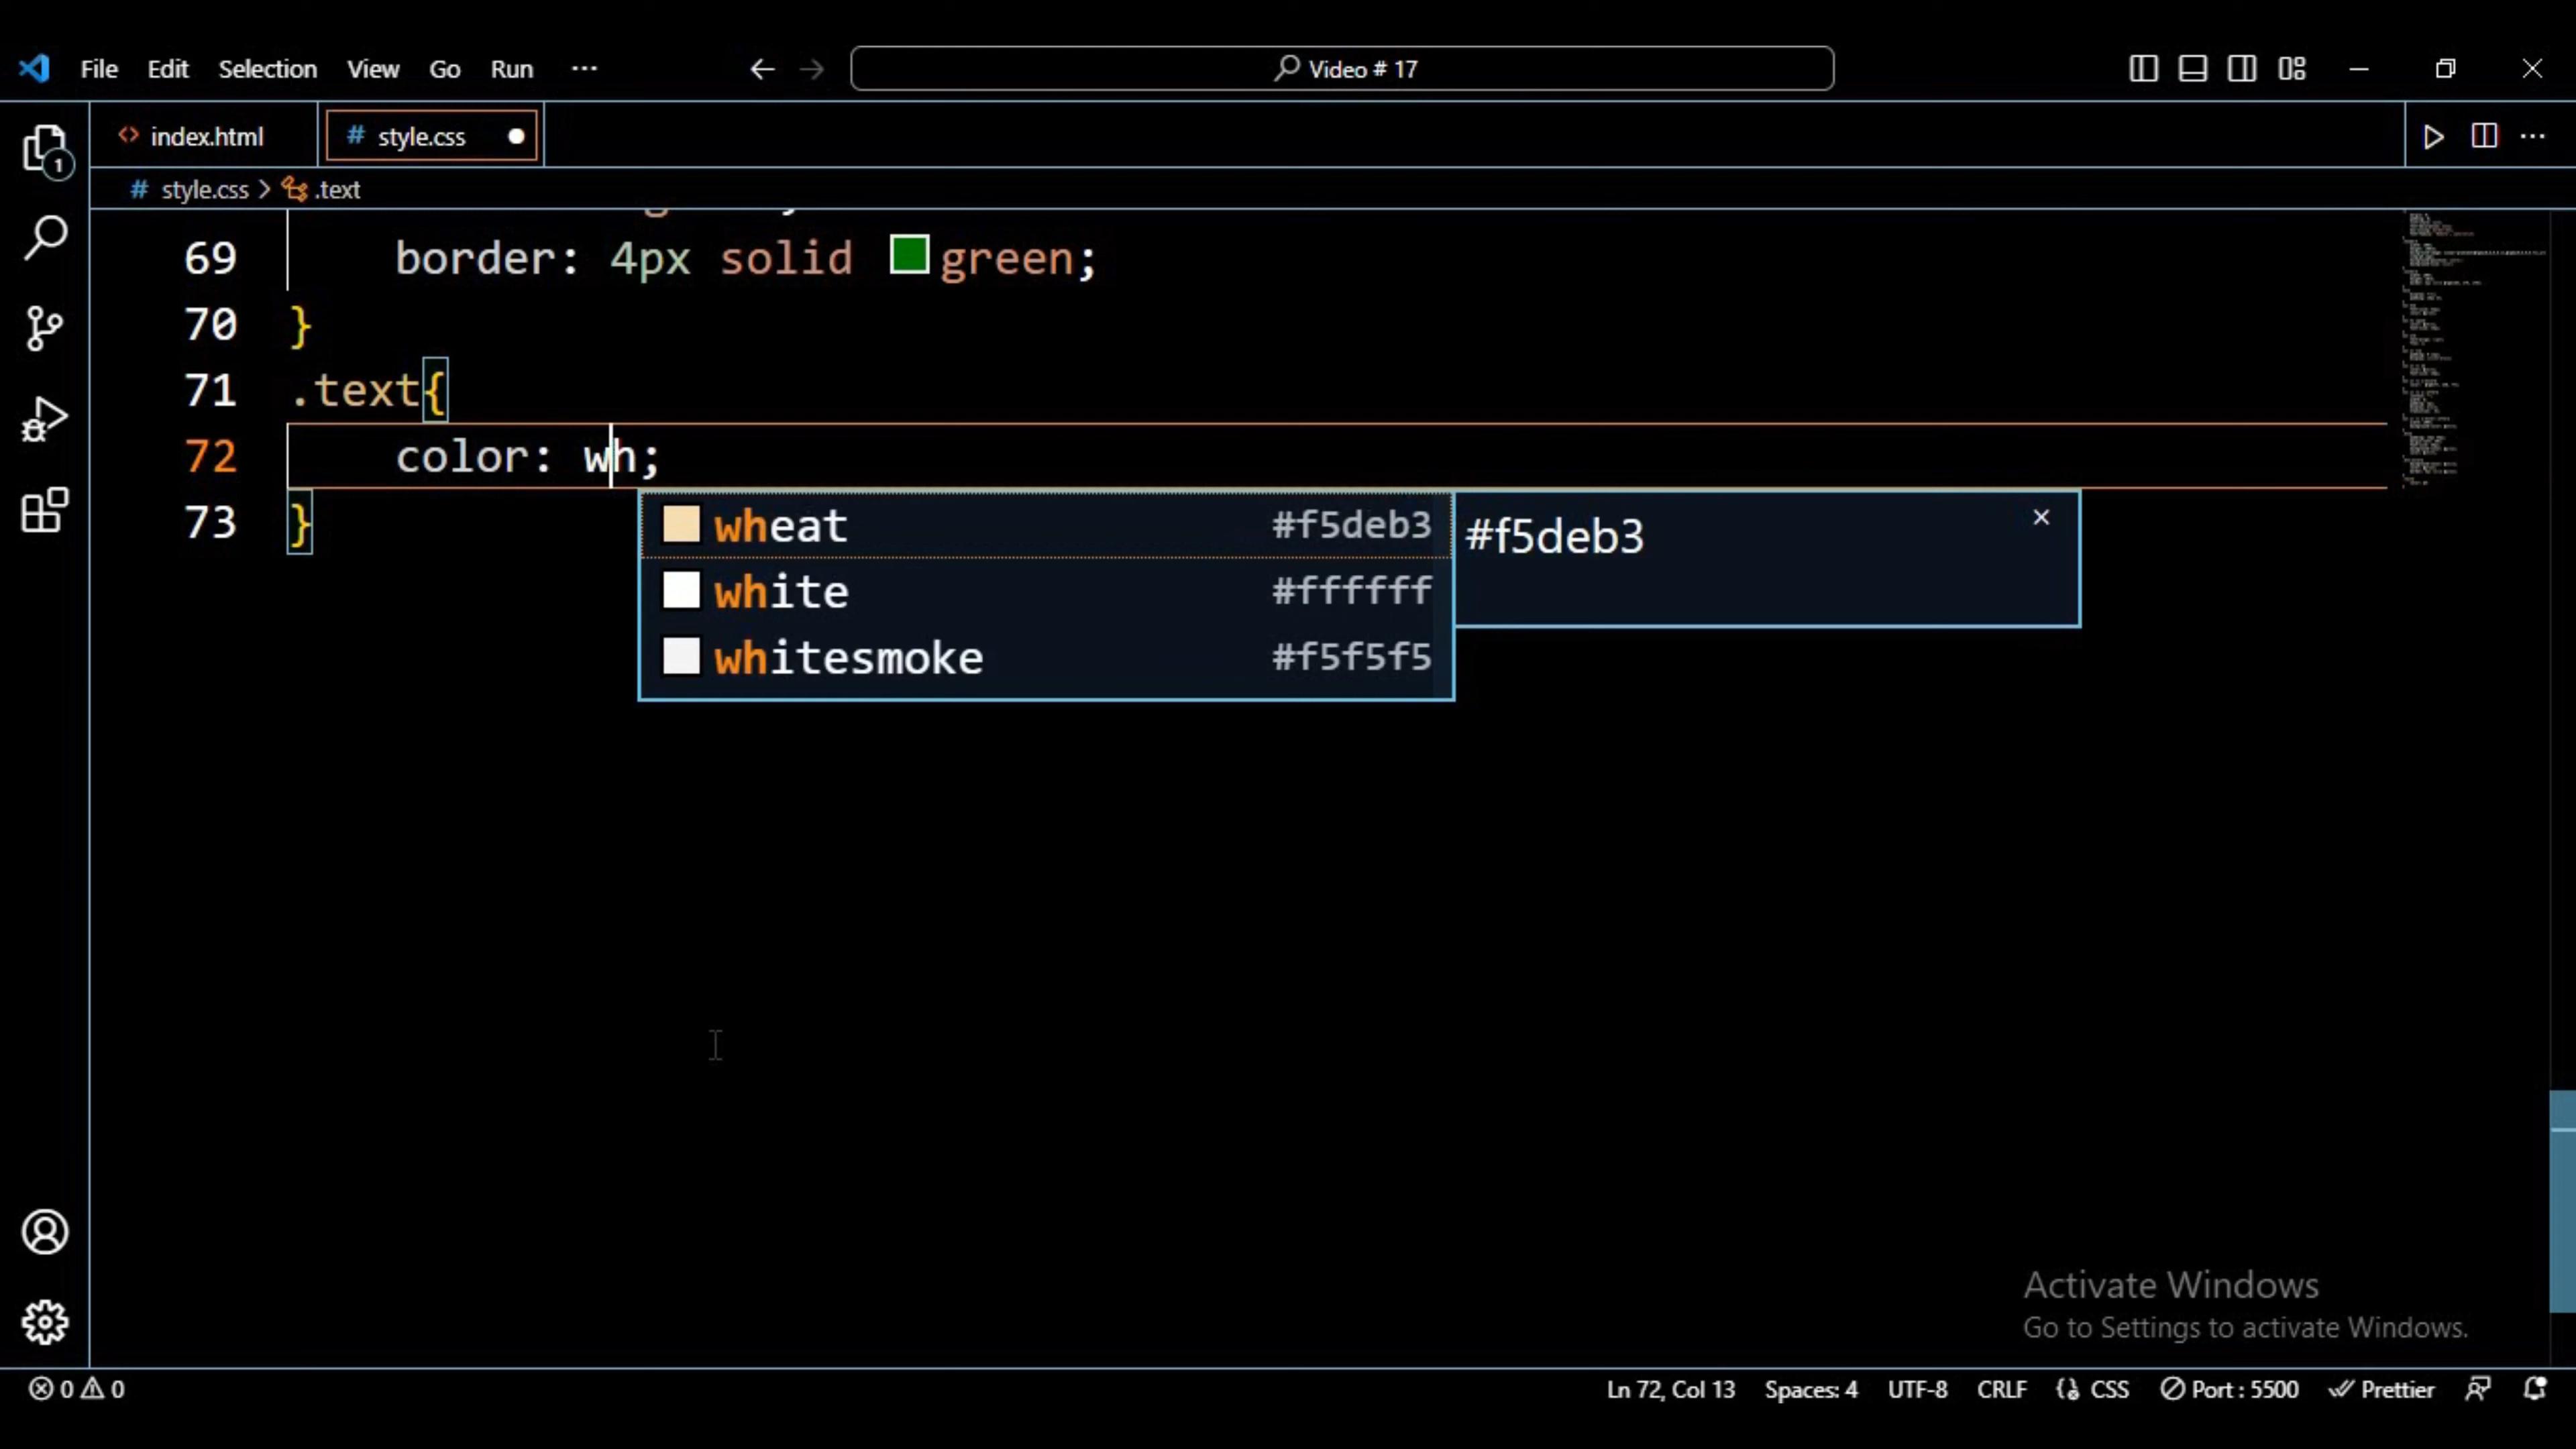 File Edit Selection View Go Run ··· Video # 17
index.html # style.css
# style.css > .text
1
69 border: 4px solid green;
70 }
71 .text{
72 color: wh;
73 }
wheat #f5deb3 #f5deb3
white #ffffff
whitesmoke #f5f5f5
Activate Windows
Go to Settings to activate Windows.
0 0 Ln 72, Col 13 Spaces: 4 UTF-8 CRLF CSS Port : 5500 Prettier